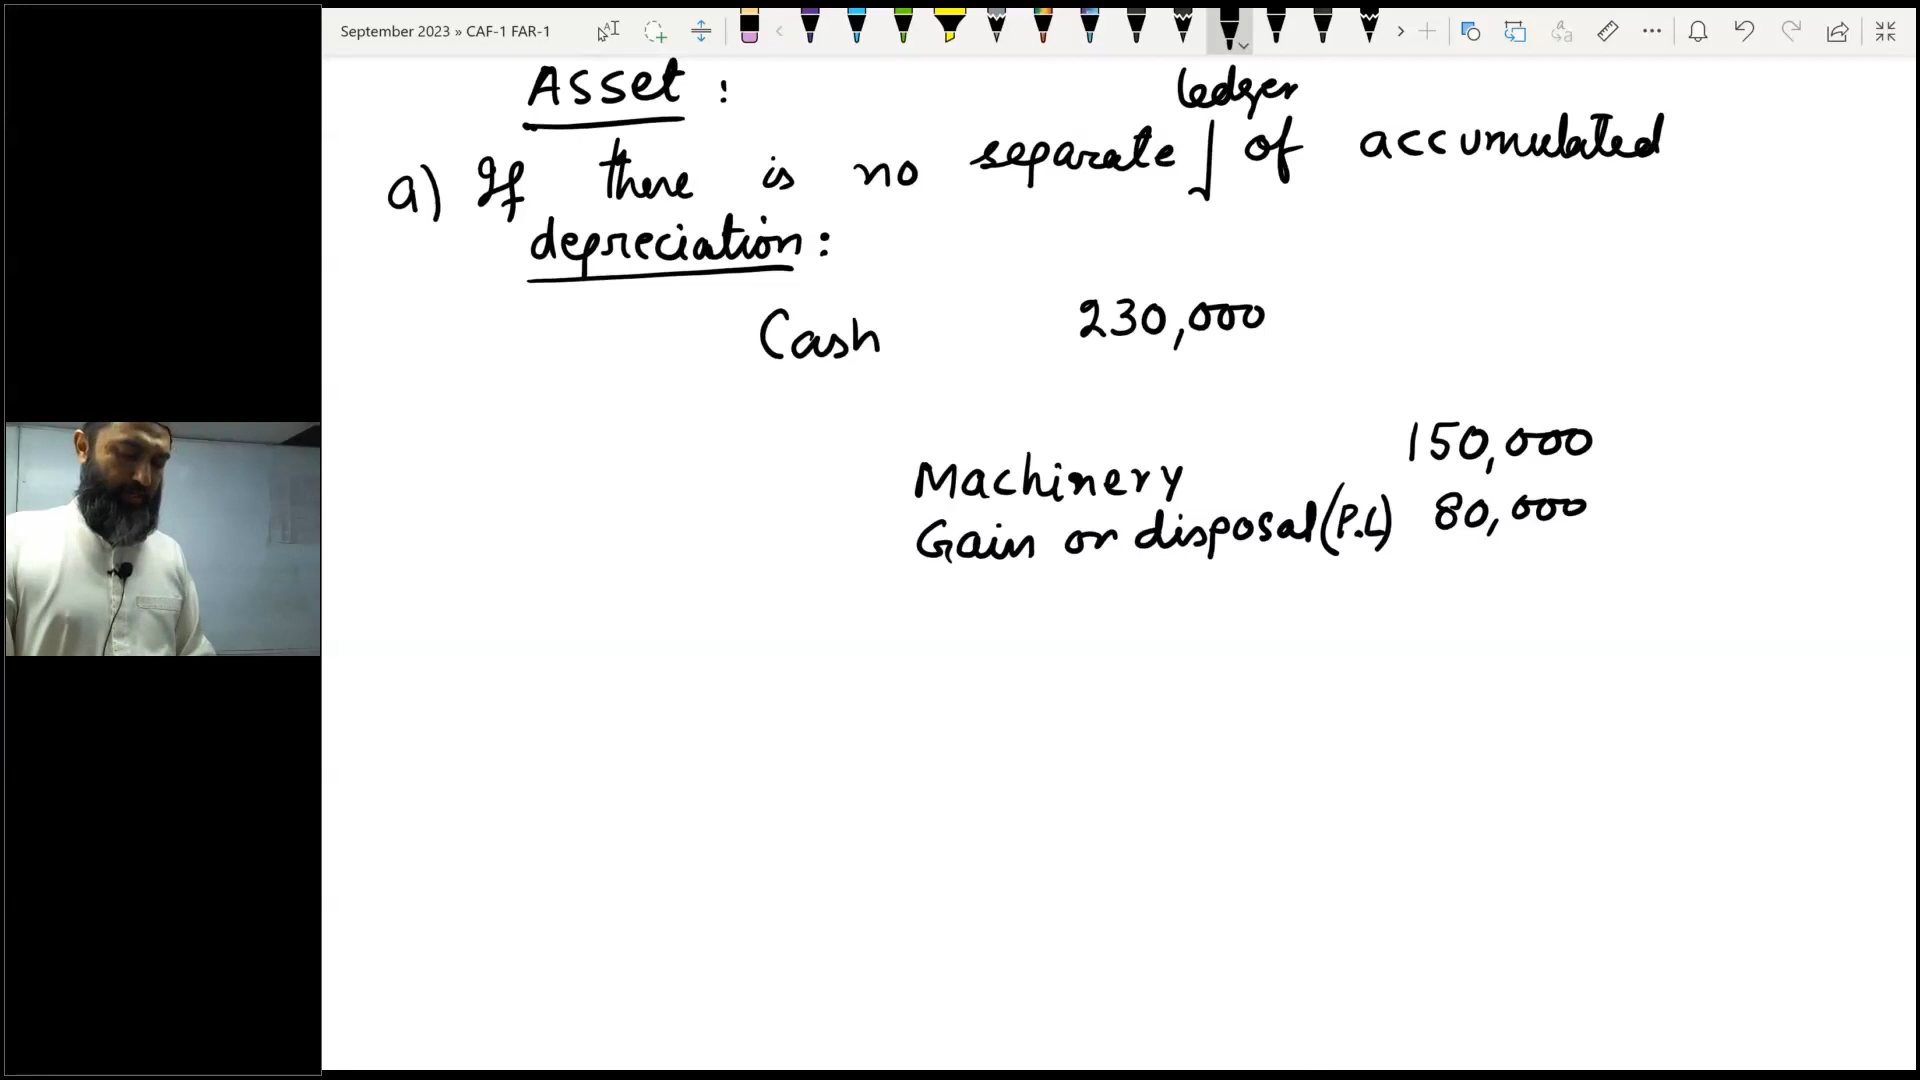 September 2023 » CAF-1 FAR-1
Asset :
ledger
a) If there is no separate of accumulated
depreciation :
Cash 230,000
Machinery 150,000
Gain on disposal (P.L) 80,000